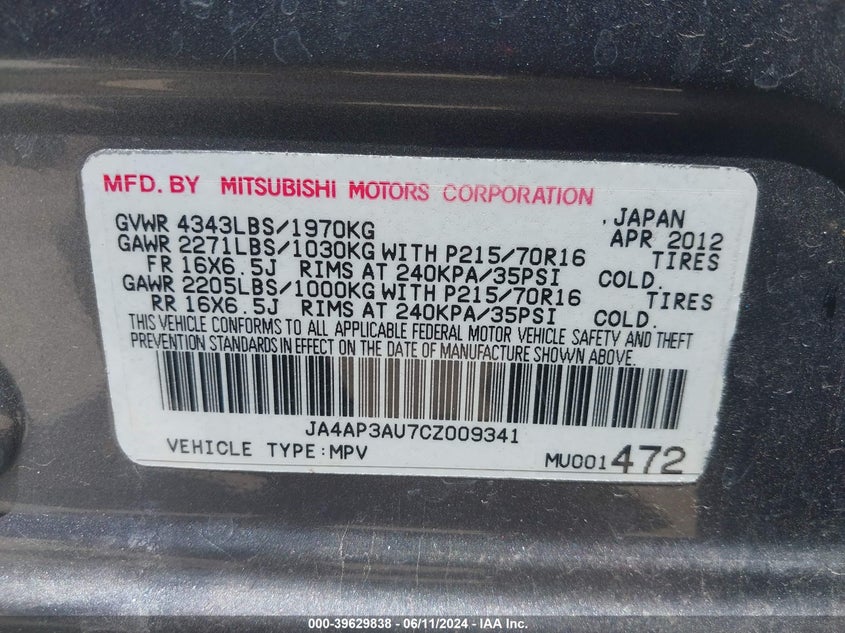 MFD. BY MITSUBISHI MOTORS CORPORATION
GVWR 4343LBS/1970KG , JAPAN
GAWR 2271LBS/1030KG WITH P215/70R16 APR 2012
FR 16X6.5J RIMS AT 240KPA/35PSI TIRES COLD.
GAWR 2205LBS/1000KG WITH P215/70R16 TIRES
RR 16X6.5J RIMS AT 240KPA/35PSI COLD.
THIS VEHICLE CONFORMS TO ALL APPLICABLE FEDERAL MOTOR VEHICLE SAFETY AND THEFT
PREVENTION STANDARDS IN EFFECT ON THE DATE OF MANUFACTURE SHOWN ABOVE.
JA4AP3AU7CZ009341
VEHICLE TYPE:MPV MU001472
000-39629838 - 06/11/2024 - IAA Inc.